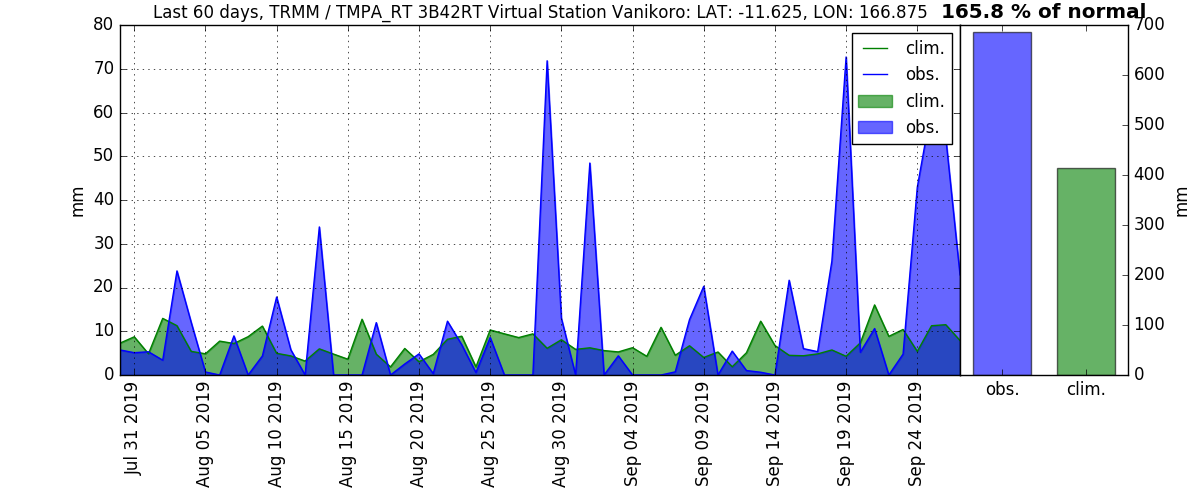 Last 60 days, TRMM / TMPA_RT 3B42RT Virtual Station Vanikoro: LAT: -11.625, LON: 166.875
165.8 % of normal
80
70
60
50
40
30
20
10
0
mm
clim.
obs.
clim.
obs.
Jul 31 2019
Aug 05 2019
Aug 10 2019
Aug 15 2019
Aug 20 2019
Aug 25 2019
Aug 30 2019
Sep 04 2019
Sep 09 2019
Sep 14 2019
Sep 19 2019
Sep 24 2019
obs.
clim.
700
600
500
400
300
200
100
0
mm